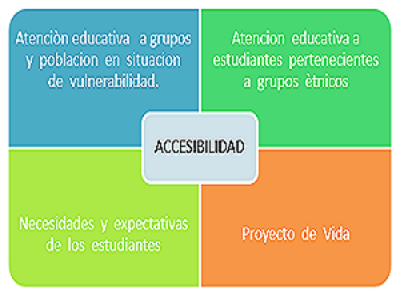 Atenciòn educativa a grupos
y poblacion en situacion
de vulnerabilidad.
Atencion educativa a
estudiantes pertenecientes
a grupos ètnicos
ACCESIBILIDAD
Necesidades y expectativas
de los estudiantes
Proyecto de Vida